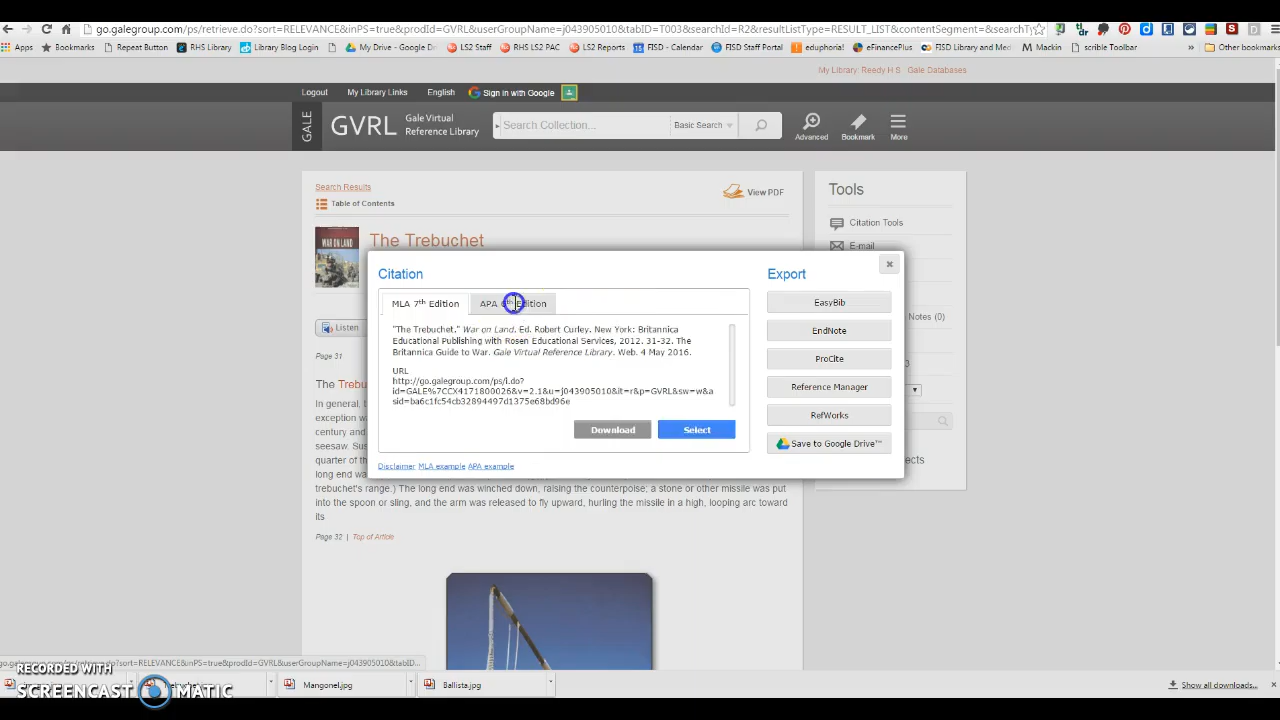 go.galegroup.com/ps/retrieve.do?sort=RELEVANCE&inPS=true&prodId=GVRL&userGroupName=j043905010&tabID=T003&searchId=R2&resultListType=RESULT_LIST&contentSegment=&searchTy
Apps Bookmarks Repeat Button RHS Library Library Blog Login My Drive - Google Dr LS2 Staff RHS LS2 PAC LS2 Reports FISD - Calendar FISD Staff Portal eduphoria! eFinancePlus FISD Library and Med Mackin scrible Toolbar » Other bookmarks
My Library: Reedy H S Gale Databases
Logout My Library Links English Sign in with Google
GALE GVRL Gale Virtual
Reference Library
Search Collection... Basic Search
Advanced Bookmark More
Search Results
Table of Contents
View PDF
Tools
Citation Tools
E-mail
The Trebuchet
Citation
Export
MLA 7th Edition APA 6th Edition
"The Trebuchet." War on Land. Ed. Robert Curley. New York: Britannica
Educational Publishing with Rosen Educational Services, 2012. 31-32. The
Britannica Guide to War. Gale Virtual Reference Library. Web. 4 May 2016.
URL
http://go.galegroup.com/ps/i.do?
id=GALE%7CCX4171800026&v=2.1&u=j043905010&it=r&p=GVRL&sw=w&a
sid=ba6c1fc54cb32894497d1375e68bd96e
Download Select
Disclaimer MLA example APA example
EasyBib
EndNote
ProCite
Reference Manager
RefWorks
Save to Google Drive™
Notes (0)
WAR ON LAND
Listen
Page 31
The Trebu
In general, t
exception w
century and
seesaw. Sus
quarter of th
long end wa
trebuchet's range.) The long end was winched down, raising the counterpoise; a stone or other missile was put
into the spoon or sling, and the arm was released to fly upward, hurling the missile in a high, looping arc toward
its
Page 32 | Top of Article
RECORDED WITH
SCREENCAST MATIC
Mangonel.jpg Ballista.jpg Show all downloads...